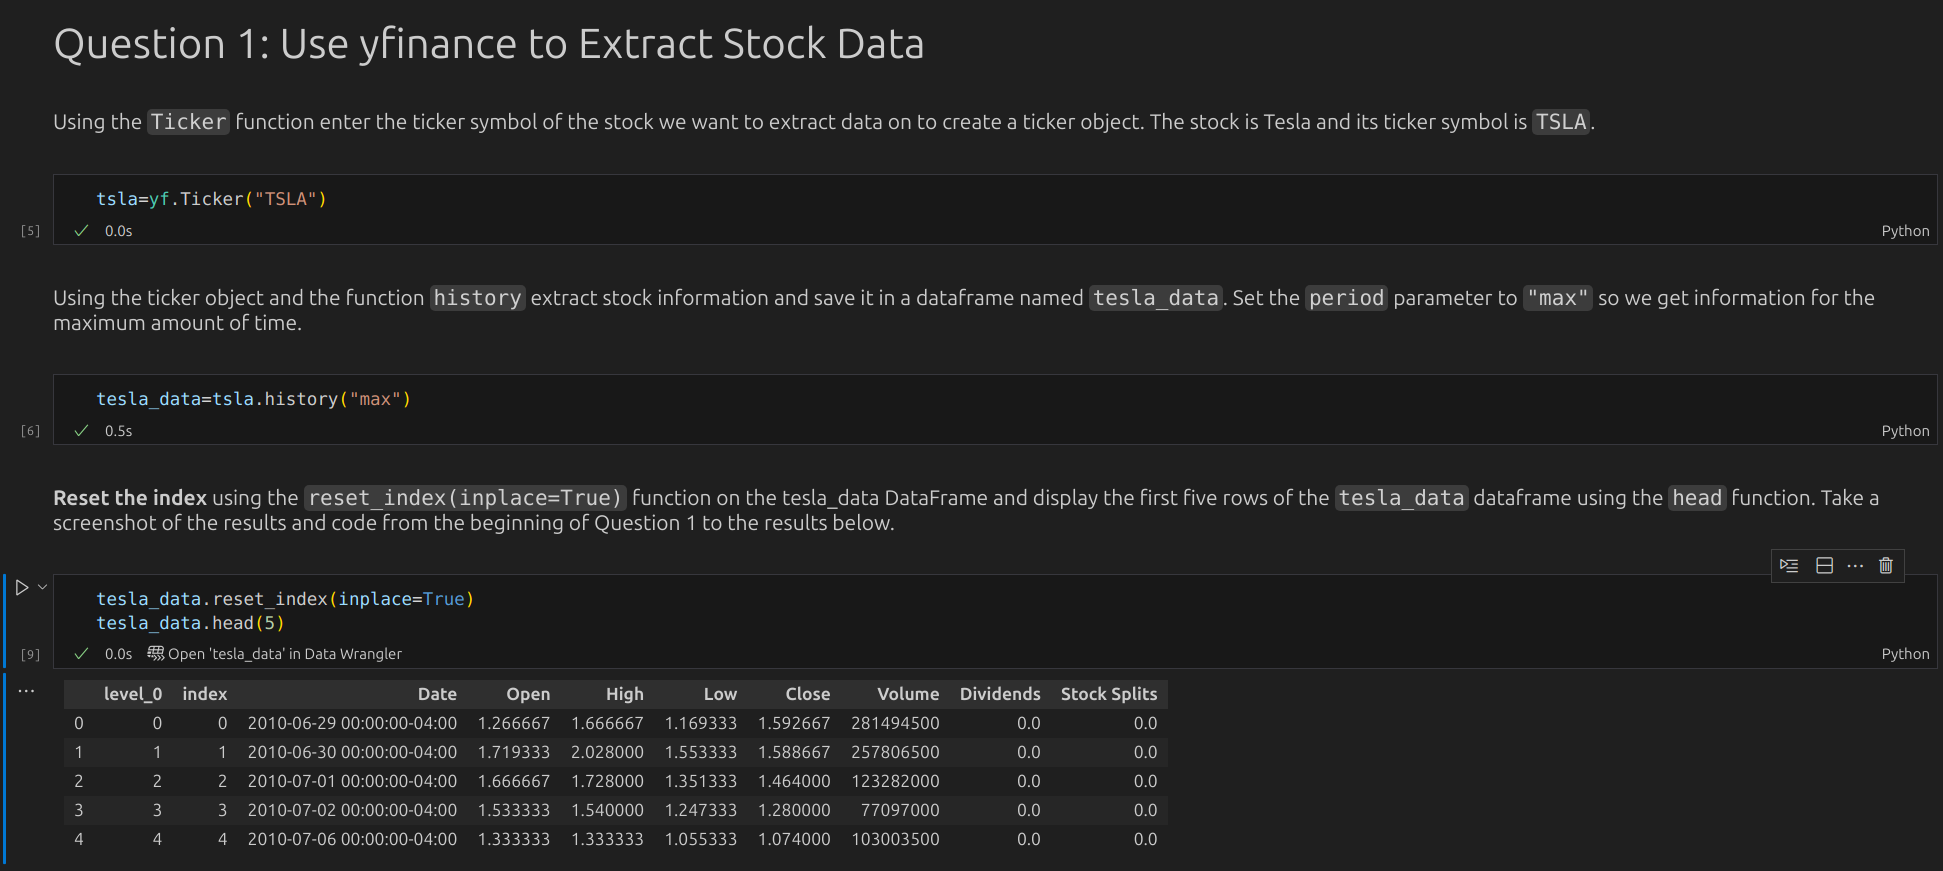 Question 1: Use yfinance to Extract Stock Data
Using the Ticker function enter the ticker symbol of the stock we want to extract data on to create a ticker object. The stock is Tesla and its ticker symbol is TSLA.
tsla=yf.Ticker("TSLA")
[5] 0.0s Python
Using the ticker object and the function history extract stock information and save it in a dataframe named tesla_data. Set the period parameter to "max" so we get information for the
maximum amount of time.
tesla_data=tsla.history("max")
[6] 0.5s Python
Reset the index using the reset_index(inplace=True) function on the tesla_data DataFrame and display the first five rows of the tesla_data dataframe using the head function. Take a
screenshot of the results and code from the beginning of Question 1 to the results below.
tesla_data.reset_index(inplace=True)
tesla_data.head(5)
[9] 0.0s Open 'tesla_data' in Data Wrangler Python
level_0 index Date Open High Low Close Volume Dividends Stock Splits
0 0 0 2010-06-29 00:00:00-04:00 1.266667 1.666667 1.169333 1.592667 281494500 0.0 0.0
1 1 1 2010-06-30 00:00:00-04:00 1.719333 2.028000 1.553333 1.588667 257806500 0.0 0.0
2 2 2 2010-07-01 00:00:00-04:00 1.666667 1.728000 1.351333 1.464000 123282000 0.0 0.0
3 3 3 2010-07-02 00:00:00-04:00 1.533333 1.540000 1.247333 1.280000 77097000 0.0 0.0
4 4 4 2010-07-06 00:00:00-04:00 1.333333 1.333333 1.055333 1.074000 103003500 0.0 0.0